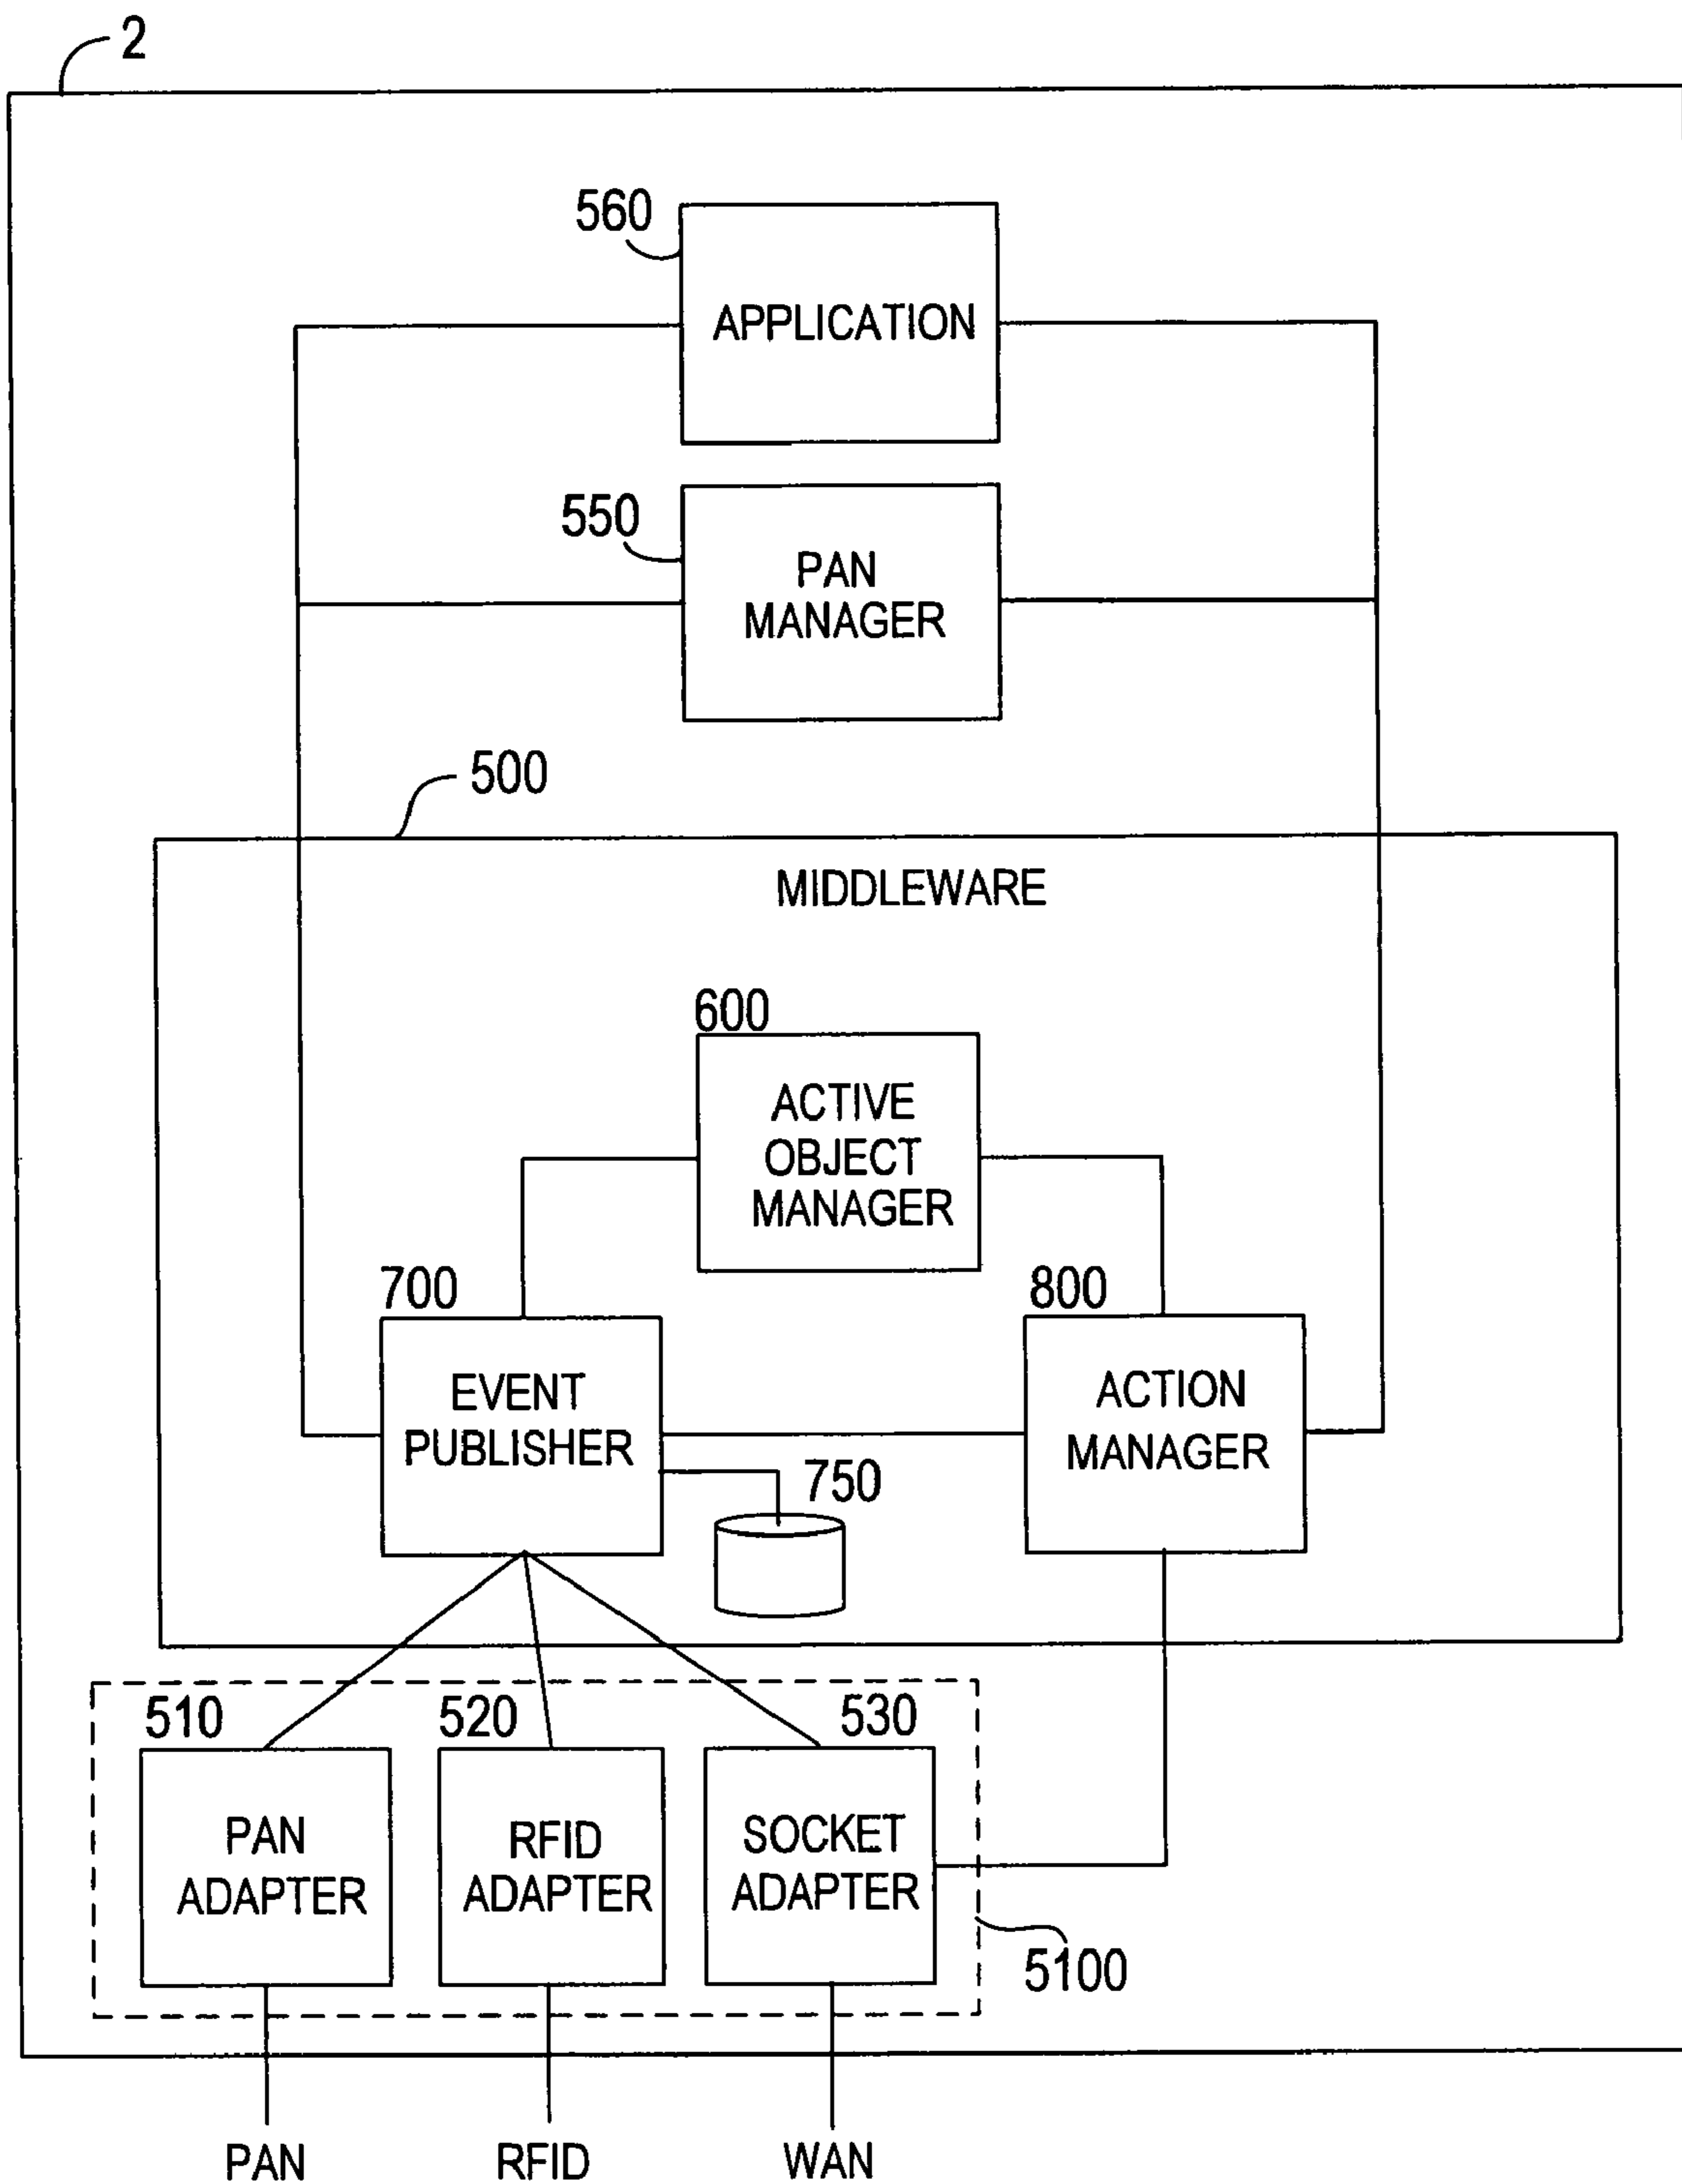 2
560
APPLICATION
550
PAN
MANAGER
500
MIDDLEWARE
600
ACTIVE
OBJECT
MANAGER
700
EVENT
PUBLISHER
800
ACTION
MANAGER
750
510
PAN
ADAPTER
520
RFID
ADAPTER
530
SOCKET
ADAPTER
5100
PAN
RFID
WAN